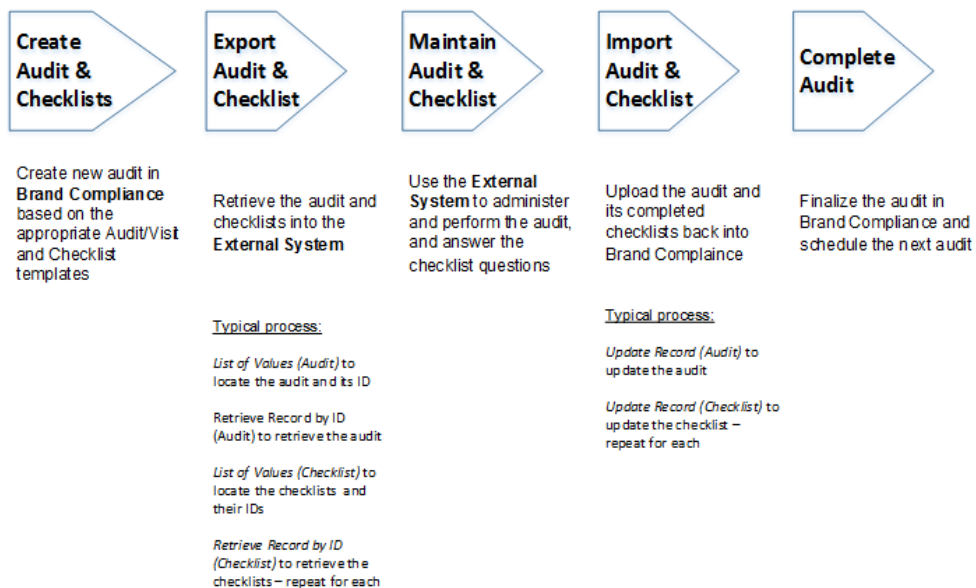 Create
Audit &
Checklists
Export
Audit &
Checklist
Maintain
Audit &
Checklist
Import
Audit &
Checklist
Complete
Audit
Create new audit in
Brand Compliance
based on the
appropriate Audit/Visit
and Checklist
templates
Retrieve the audit and
checklists into the
External System
Use the External
System to administer
and perform the audit,
and answer the
checklist questions
Upload the audit and
its completed
checklists back into
Brand Complaince
Finalize the audit in
Brand Compliance and
schedule the next audit
Typical process:
List of Values (Audit) to
locate the audit and its ID
Retrieve Record by ID
(Audit) to retrieve the audit
List of Values (Checklist) to
locate the checklists and
their IDs
Retrieve Record by ID
(Checklist) to retrieve the
checklists – repeat for each
Typical process:
Update Record (Audit) to
update the audit
Update Record (Checklist) to
update the checklist –
repeat for each